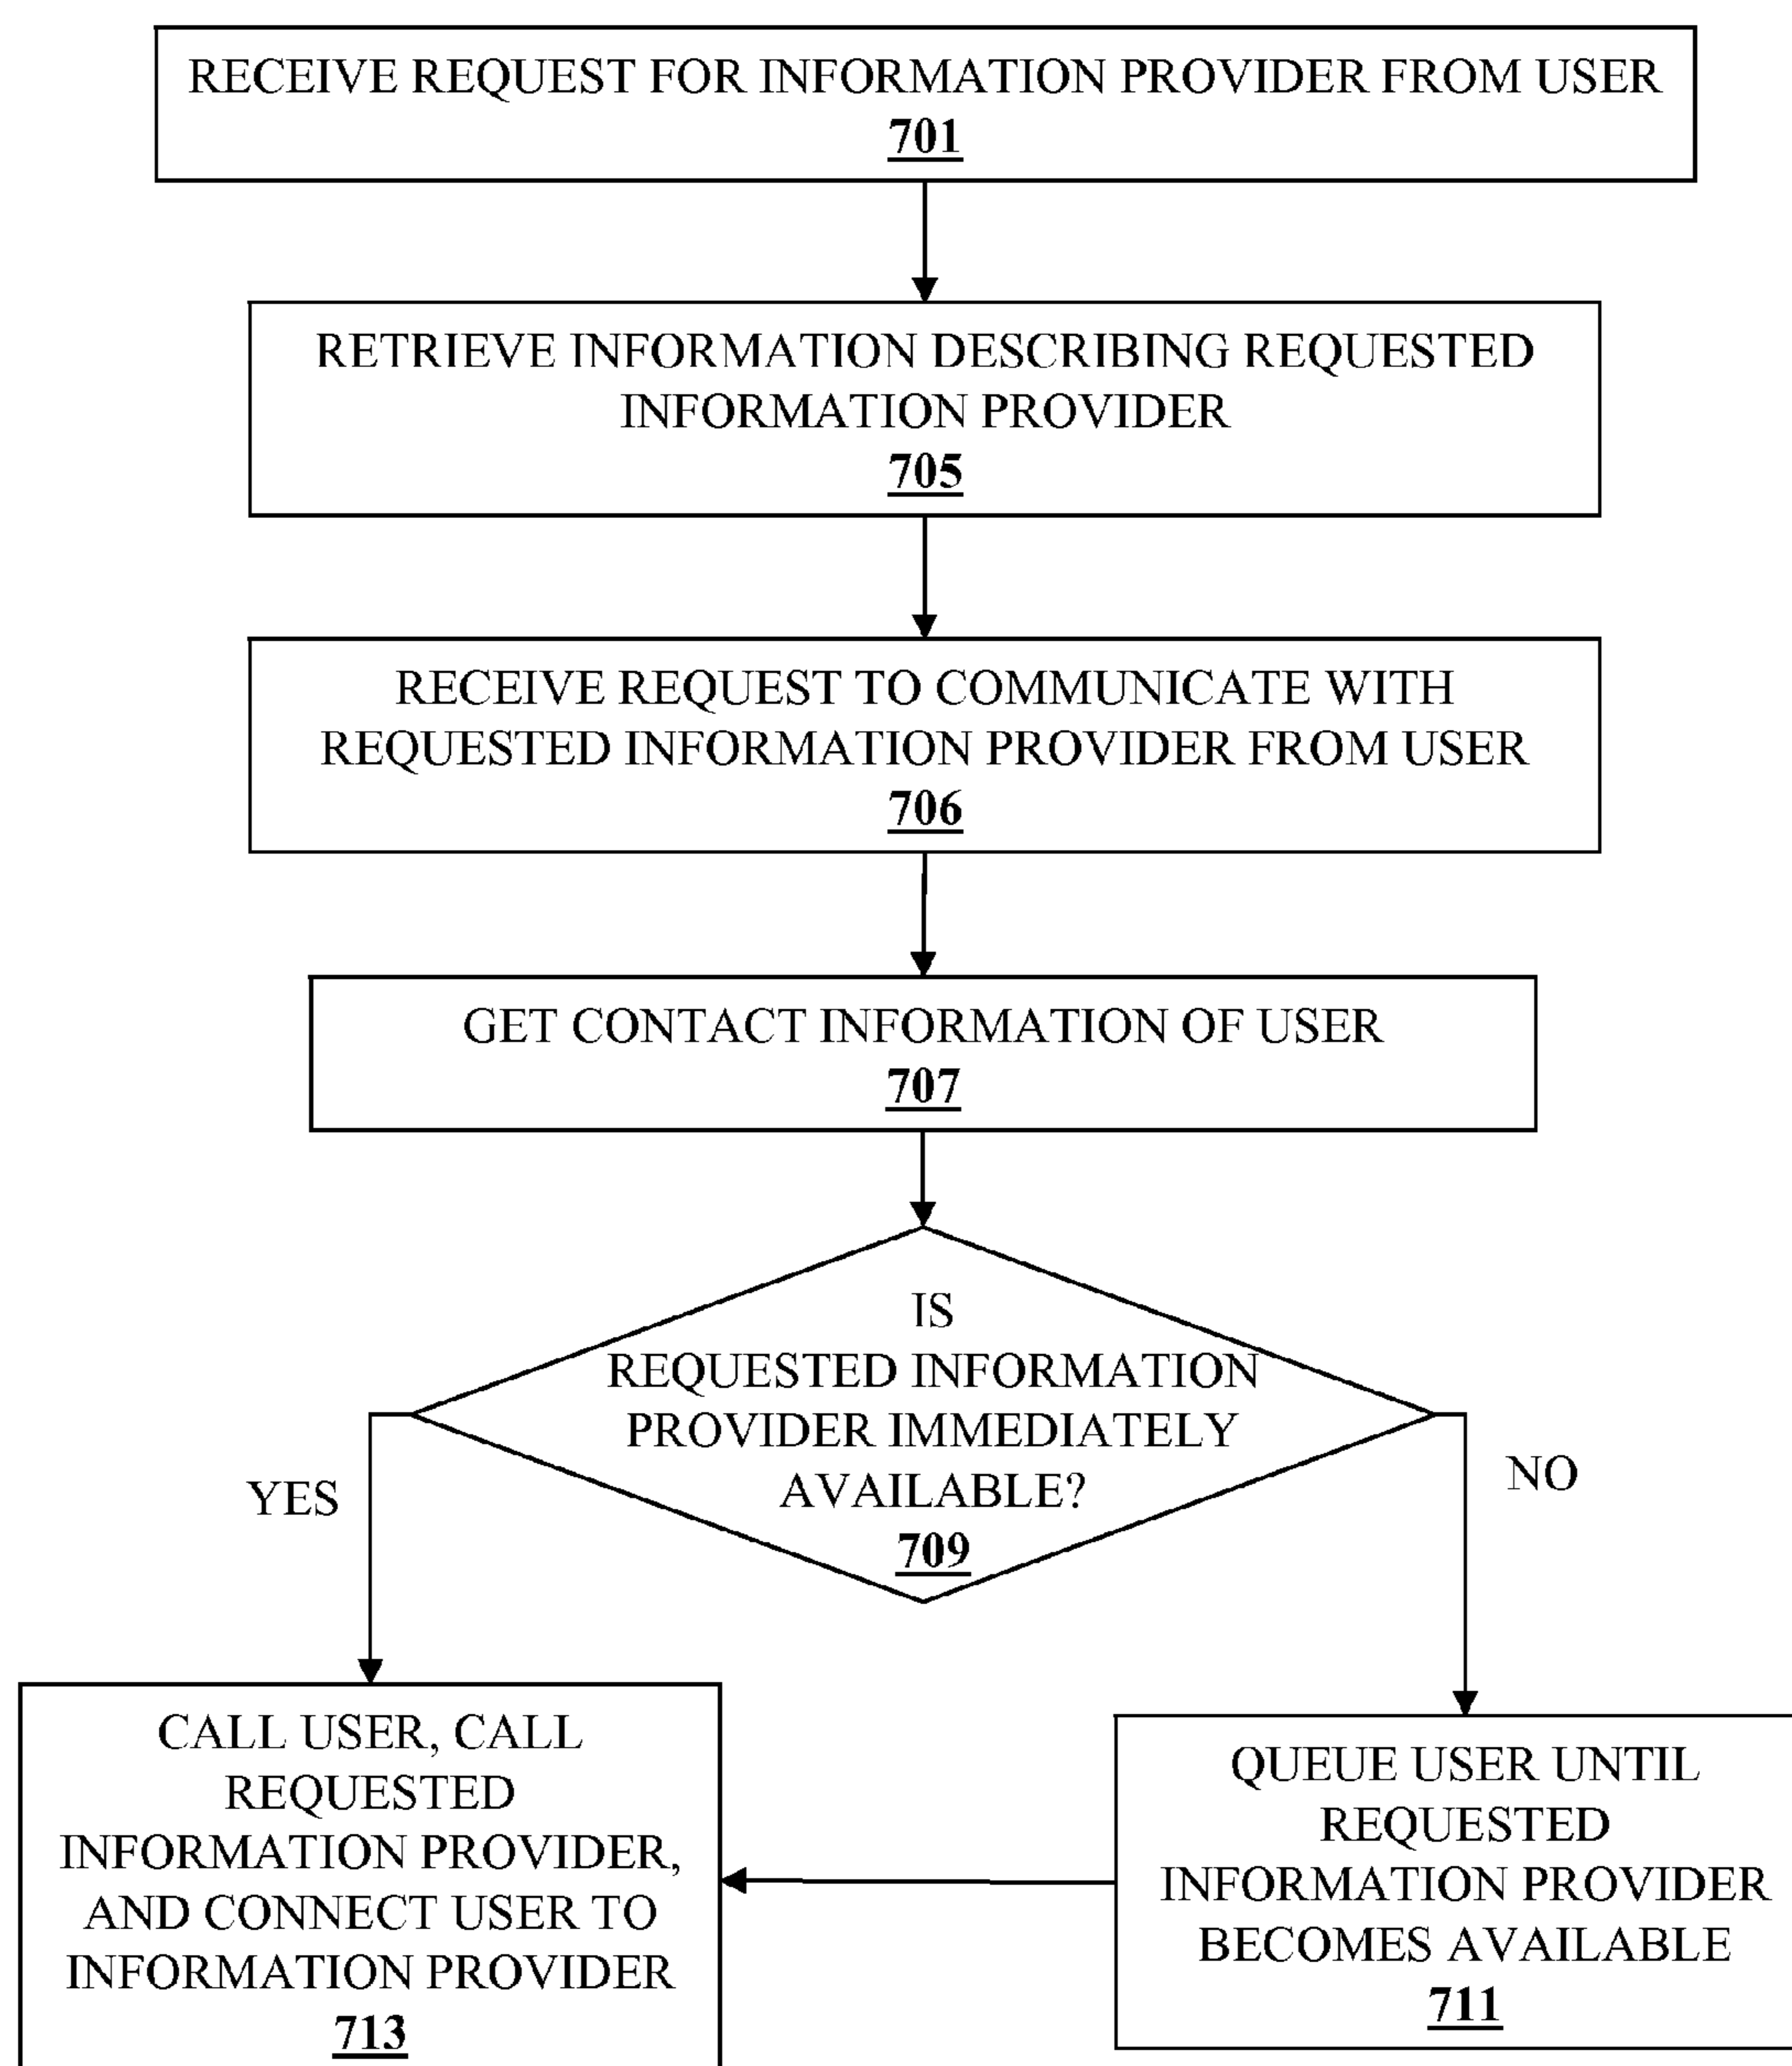 RECEIVE REQUEST FOR INFORMATION PROVIDER FROM USER
701
RETRIEVE INFORMATION DESCRIBING REQUESTED
INFORMATION PROVIDER
705
RECEIVE REQUEST TO COMMUNICATE WITH
REQUESTED INFORMATION PROVIDER FROM USER
706
GET CONTACT INFORMATION OF USER
707
IS
REQUESTED INFORMATION
PROVIDER IMMEDIATELY
AVAILABLE?
709
YES
NO
CALL USER, CALL
REQUESTED
INFORMATION PROVIDER,
AND CONNECT USER TO
INFORMATION PROVIDER
713
QUEUE USER UNTIL
REQUESTED
INFORMATION PROVIDER
BECOMES AVAILABLE
711